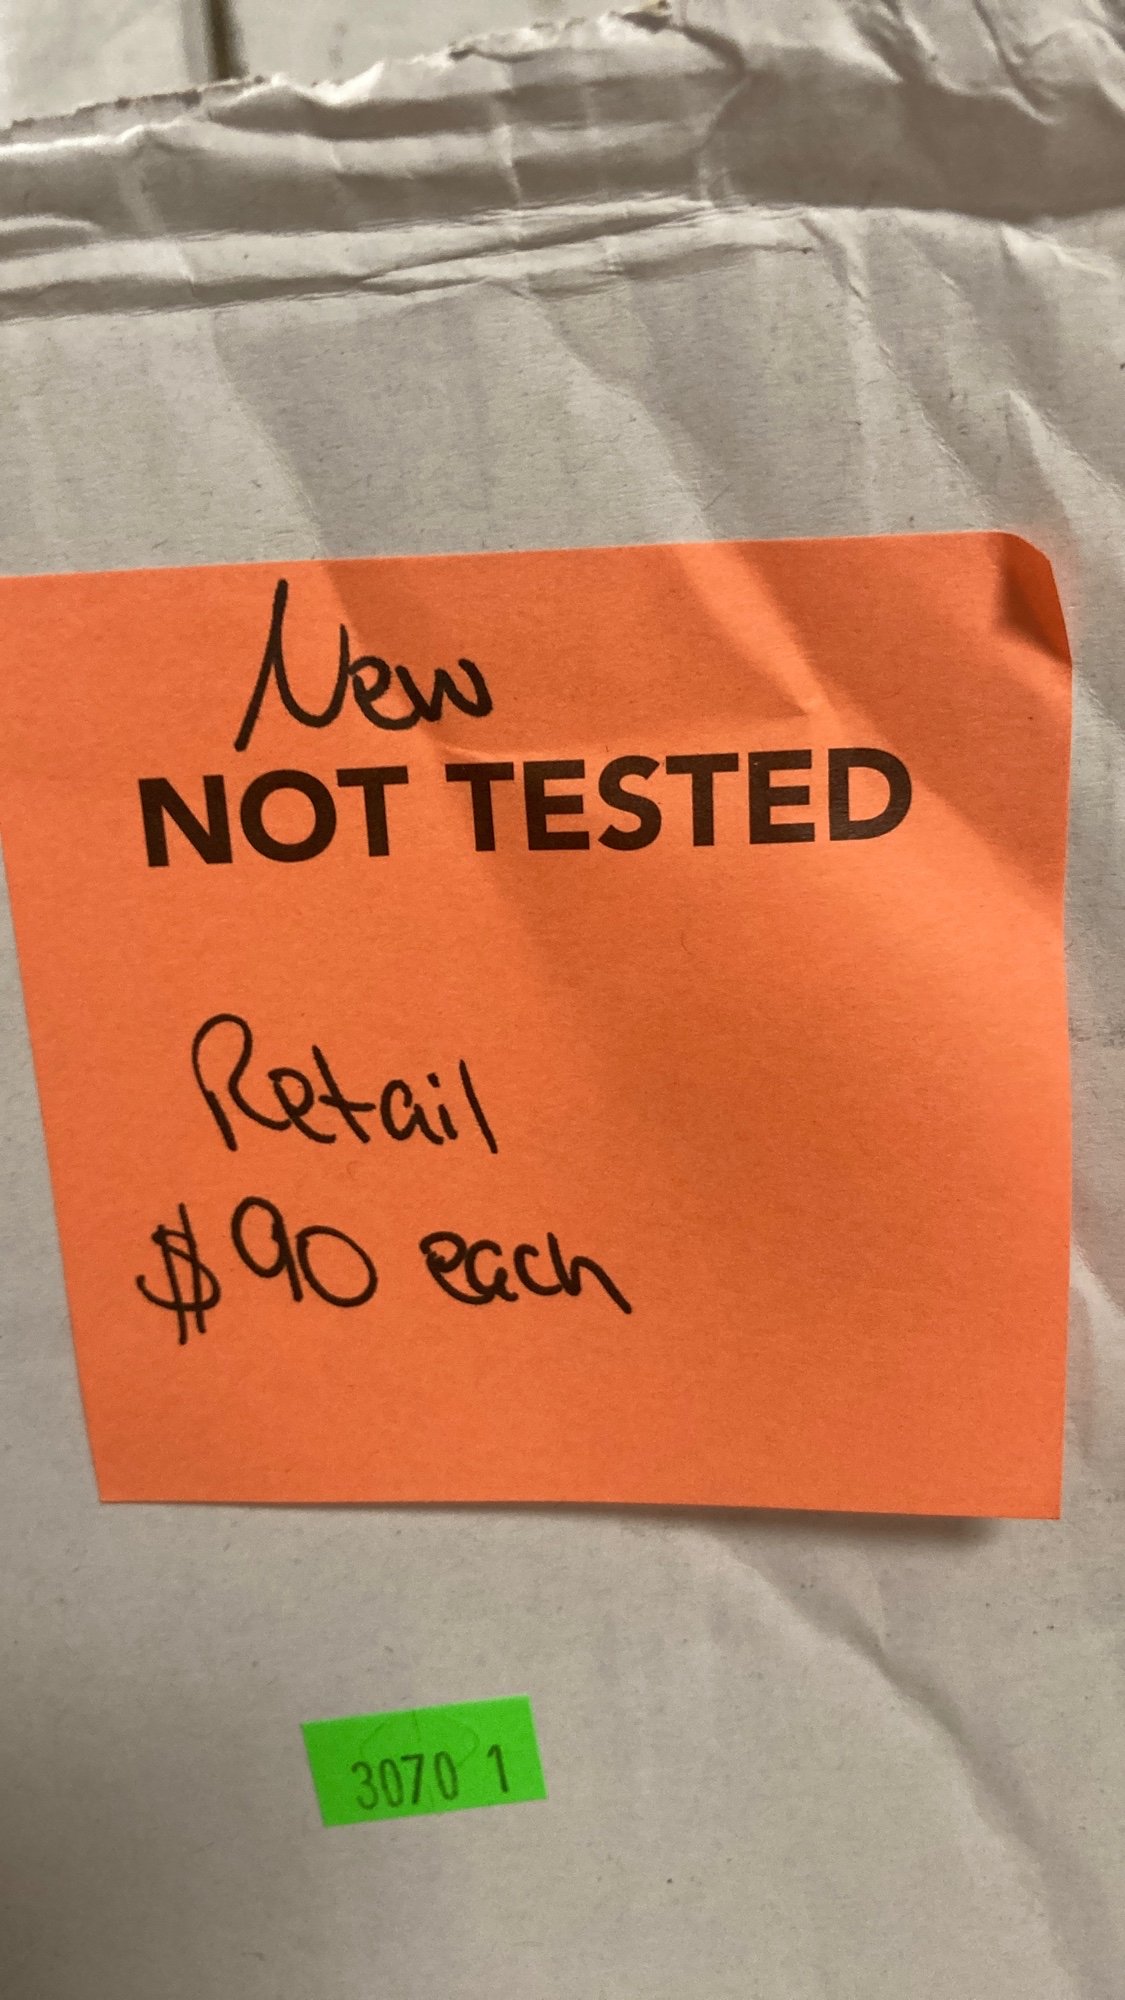 New
NOT TESTED
Retail
$90 each
3070 1